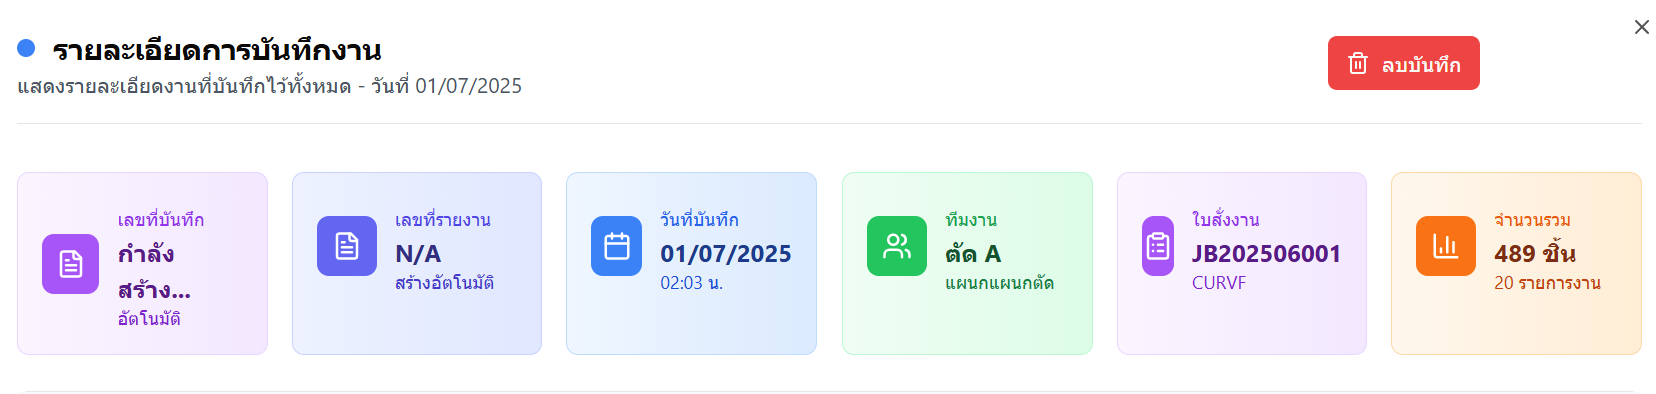 รายละเอียดการบันทึกงาน
แสดงรายละเอียดงานที่บันทึกไว้ทั้งหมด - วันที่ 01/07/2025
ลบบันทึก
เลขที่บันทึก
กำลัง
สร้าง...
อัตโนมัติ
เลขที่รายงาน
N/A
สร้างอัตโนมัติ
วันที่บันทึก
01/07/2025
02:03 น.
ทีมงาน
ตัด A
แผนกแผนกตัด
ใบสั่งงาน
JB202506001
CURVF
จำนวนรวม
489 ชิ้น
20 รายการงาน